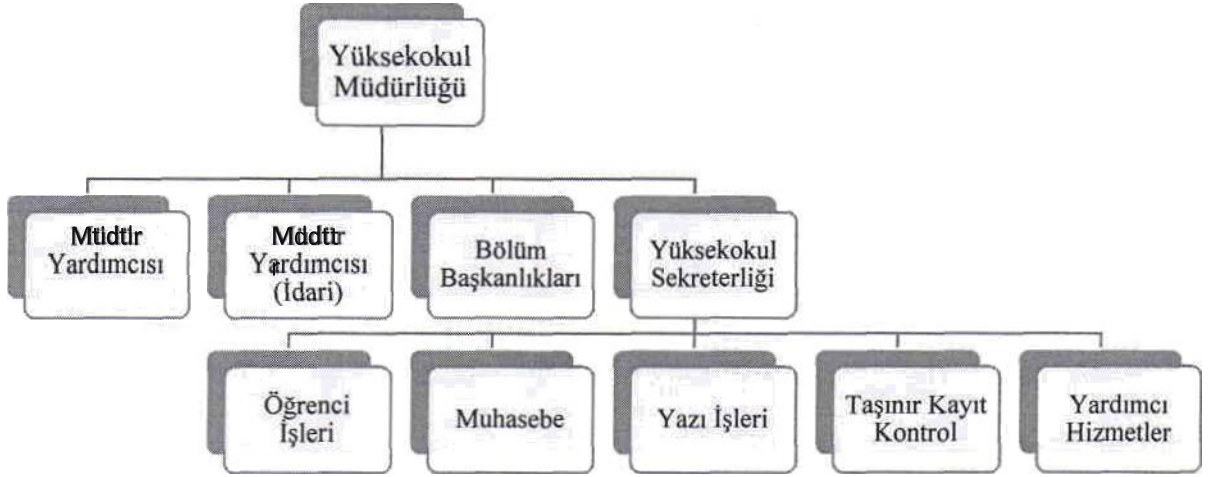 Yüksekokul
Müdürlüğü
Mtidtir
Yardımcısı
Mddtt
Yardımcısı
(İdari)
Bölüm
Başkanlıkları
Yüksekokul
Sekreterliği
Öğrenci
İşleri
Muhasebe
Yazı İşleri
Taşınır Kayıt
Kontrol
Yardımcı
Hizmetler